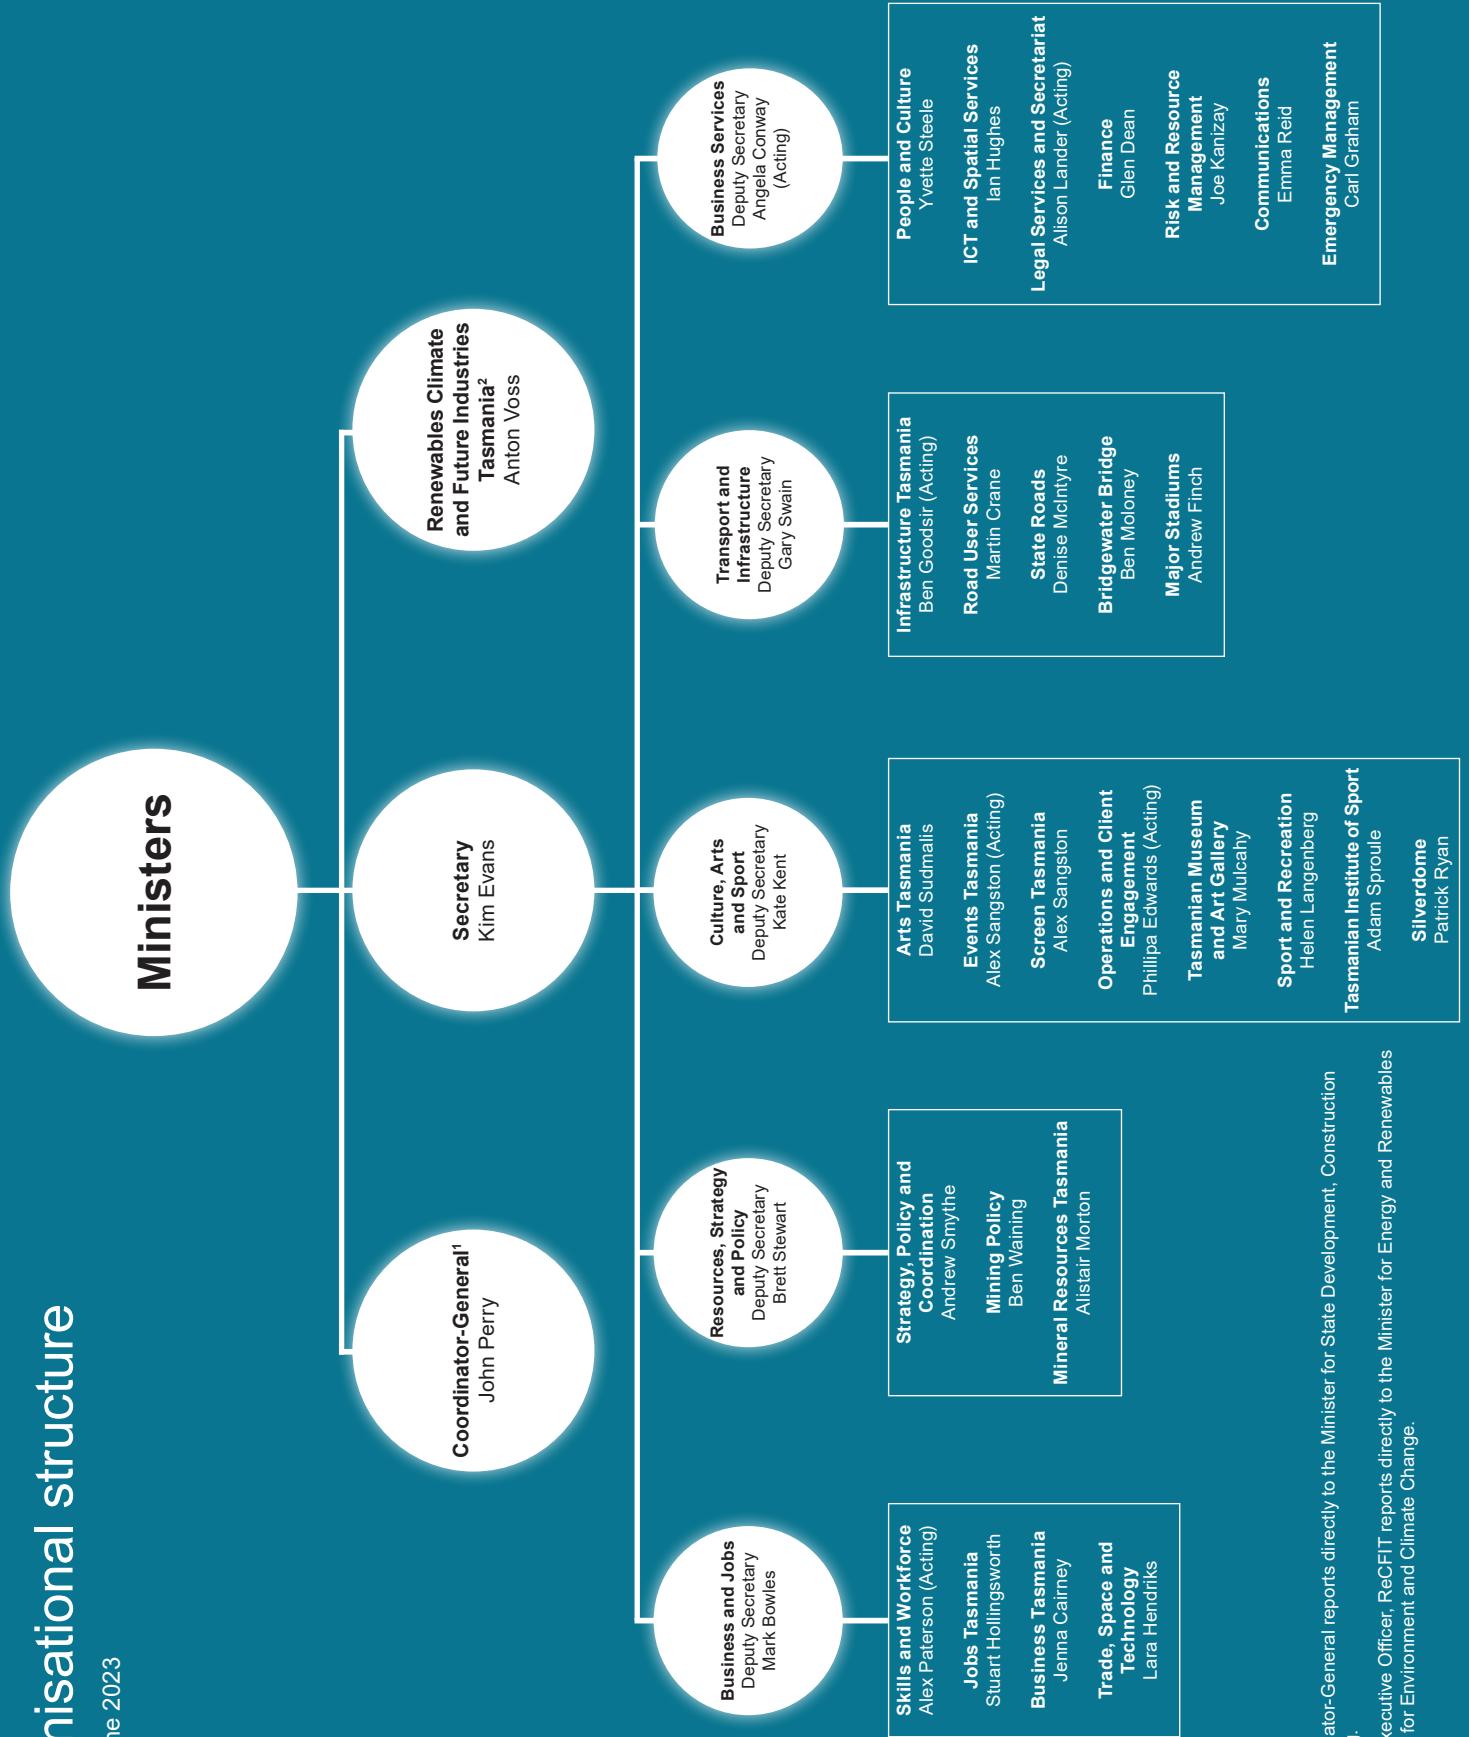 structure
2023
Ministers
Coordinator-General¹
John Perry
Secretary
Kim Evans
Renewables Climate
and Future Industries
Tasmania²
Anton Voss
Business and Jobs
Deputy Secretary
Mark Bowles
Resources, Strategy
and Policy
Deputy Secretary
Brett Stewart
Culture, Arts
and Sport
Deputy Secretary
Kate Kent
Transport and
Infrastructure
Deputy Secretary
Gary Swain
Business Services
Deputy Secretary
Angela Conway
(Acting)
Skills and Workforce
Alex Paterson (Acting)
Jobs Tasmania
Stuart Hollingsworth
Business Tasmania
Jenna Cairney
Trade, Space and
Technology
Lara Hendriks
Strategy, Policy and
Coordination
Andrew Smythe
Mining Policy
Ben Waining
Mineral Resources Tasmania
Alistair Morton
Arts Tasmania
David Sudmalis
Events Tasmania
Alex Sangston (Acting)
Screen Tasmania
Alex Sangston
Operations and Client
Engagement
Phillipa Edwards (Acting)
Tasmanian Museum
and Art Gallery
Mary Mulcahy
Sport and Recreation
Helen Langenberg
Tasmanian Institute of Sport
Adam Sproule
Silverdome
Patrick Ryan
Infrastructure Tasmania
Ben Goodsir (Acting)
Road User Services
Martin Crane
State Roads
Denise McIntyre
Bridgewater Bridge
Ben Moloney
Major Stadiums
Andrew Finch
People and Culture
Yvette Steele
ICT and Spatial Services
Ian Hughes
Legal Services and Secretariat
Alison Lander (Acting)
Finance
Glen Dean
Risk and Resource
Management
Joe Kanizay
Communications
Emma Reid
Emergency Management
Carl Graham
reports directly to the Minister for State Development, Construction
Officer, ReCFIT reports directly to the Minister for Energy and Renewables
for Environment and Climate Change.